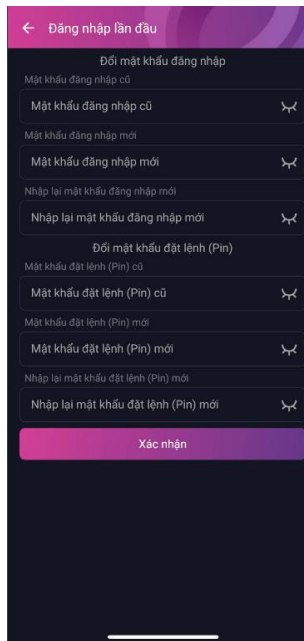 Đăng nhập lần đầu
Đổi mật khẩu đăng nhập
Mật khẩu đăng nhập cũ
Mật khẩu đăng nhập cũ
Mật khẩu đăng nhập mới
Mật khẩu đăng nhập mới
Nhập lại mật khẩu đăng nhập mới
Nhập lại mật khẩu đăng nhập mới
Đổi mật khẩu đặt lệnh (Pin)
Mật khẩu đặt lệnh (Pin) cũ
Mật khẩu đặt lệnh (Pin) cũ
Mật khẩu đặt lệnh (Pin) mới
Mật khẩu đặt lệnh (Pin) mới
Nhập lại mật khẩu đặt lệnh (Pin) mới
Nhập lại mật khẩu đặt lệnh (Pin) mới
Xác nhận